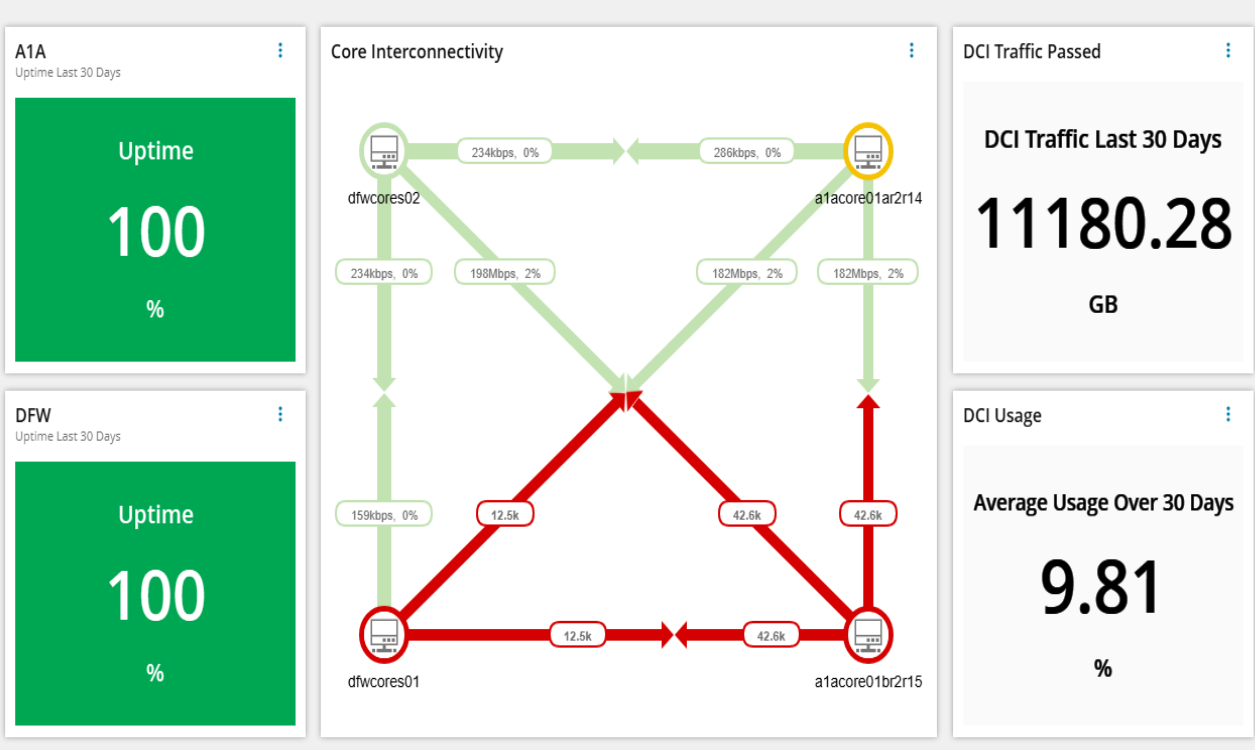 A1A
Uptime Last 30 Days
Uptime
100
%
DFW
Uptime Last 30 Days
Uptime
100
%
Core Interconnectivity
234kbps, 0%
286kbps, 0%
dfwcores02
a1acore01ar2r14
234kbps, 0%
198Mbps, 2%
182Mbps, 2%
182Mbps, 2%
159kbps, 0%
12.5k
42.6k
42.6k
12.5k
42.6k
dfwcores01
a1acore01br2r15
DCI Traffic Passed
DCI Traffic Last 30 Days
11180.28
GB
DCI Usage
Average Usage Over 30 Days
9.81
%